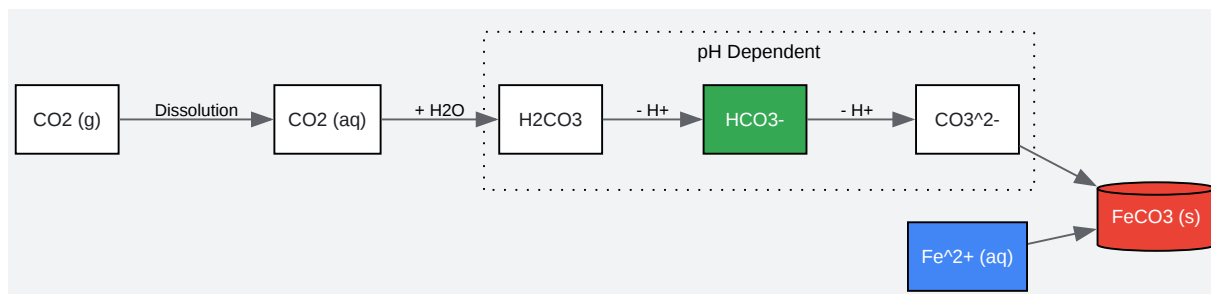 pH Dependent
CO2 (g)
Dissolution
CO2 (aq)
+ H2O
H2CO3
- H+
HCO3-
- H+
CO3^2-
FeCO3 (s)
Fe^2+ (aq)